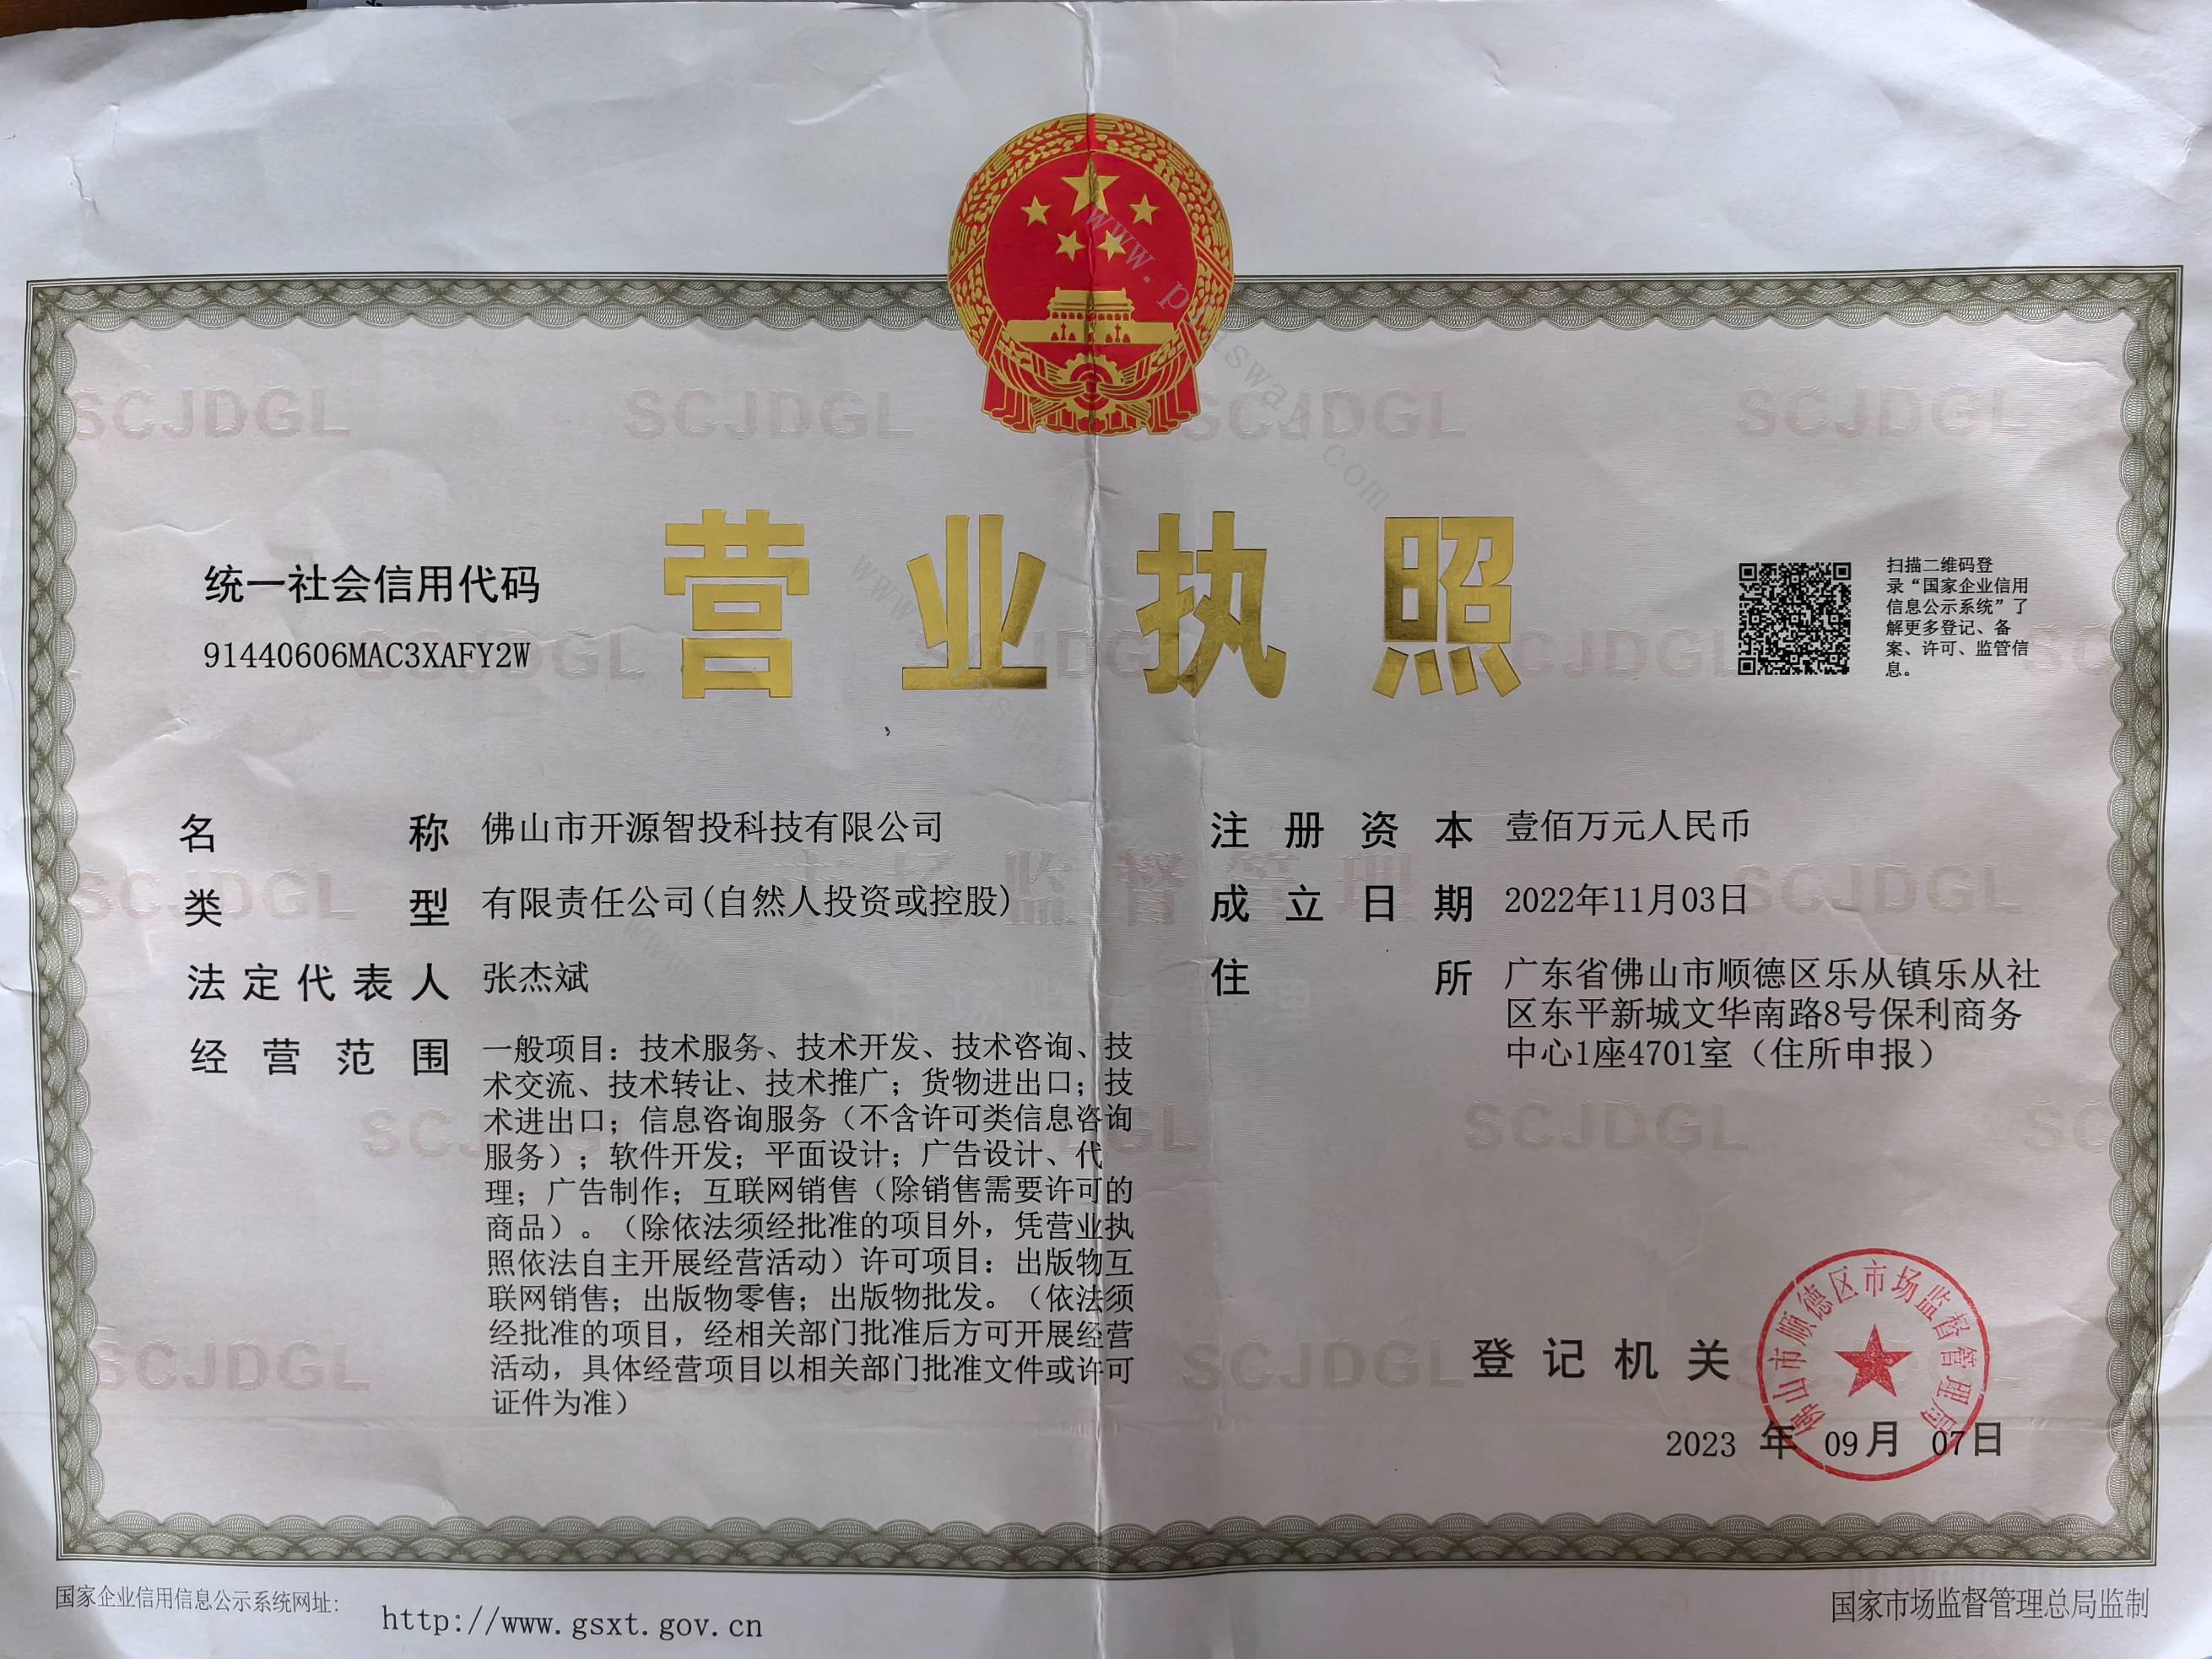 营业执照
统一社会信用代码
91440606MAC3XAFY2W
扫描二维码登
录“国家企业信用
信息公示系统”了
解更多登记、备
案、许可、监管信
息。
名称 佛山市开源智投科技有限公司
类型 有限责任公司(自然人投资或控股)
法定代表人 张杰斌
经营范围 一般项目：技术服务、技术开发、技术咨询、技
术交流、技术转让、技术推广；货物进出口；技
术进出口；信息咨询服务（不含许可类信息咨询
服务）；软件开发；平面设计；广告设计、代
理；广告制作；互联网销售（除销售需要许可的
商品）。（除依法须经批准的项目外，凭营业执
照依法自主开展经营活动）许可项目：出版物互
联网销售；出版物零售；出版物批发。（依法须
经批准的项目，经相关部门批准后方可开展经营
活动，具体经营项目以相关部门批准文件或许可
证件为准）
注册资本 壹佰万元人民币
成立日期 2022年11月03日
住所 广东省佛山市顺德区乐从镇乐从社
区东平新城文华南路8号保利商务
中心1座4701室（住所申报）
登记机关
佛山市顺德区市场监督管理局
2023 年 09月 07日
国家企业信用信息公示系统网址：
http://www.gsxt.gov.cn
国家市场监督管理总局监制
SCJDGL
市场监督管理